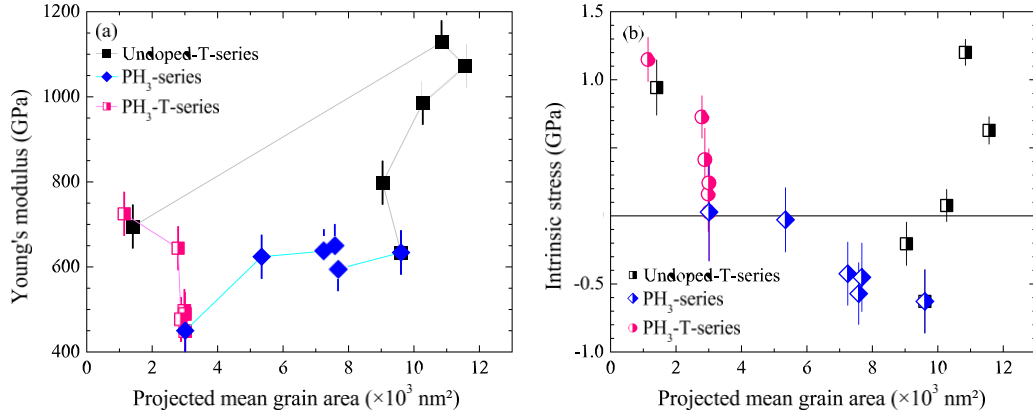 (a)
Undoped-T-series
PH₃-series
PH₃-T-series
Young's modulus (GPa)
1200
1000
800
600
400
0 2 4 6 8 10 12
Projected mean grain area (×10³ nm²)
(b)
Intrinsic stress (GPa)
1.0
-0.5
-1.0
Undoped-T-series
PH₃-series
PH₃-T-series
0 2 4 6 8 10 12
Projected mean grain area (×10³ nm²)